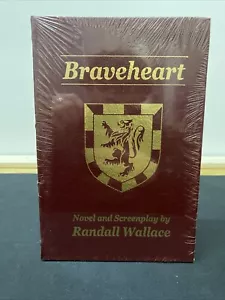 Braveheart
Novel and Screenplay by
Randall Wallace